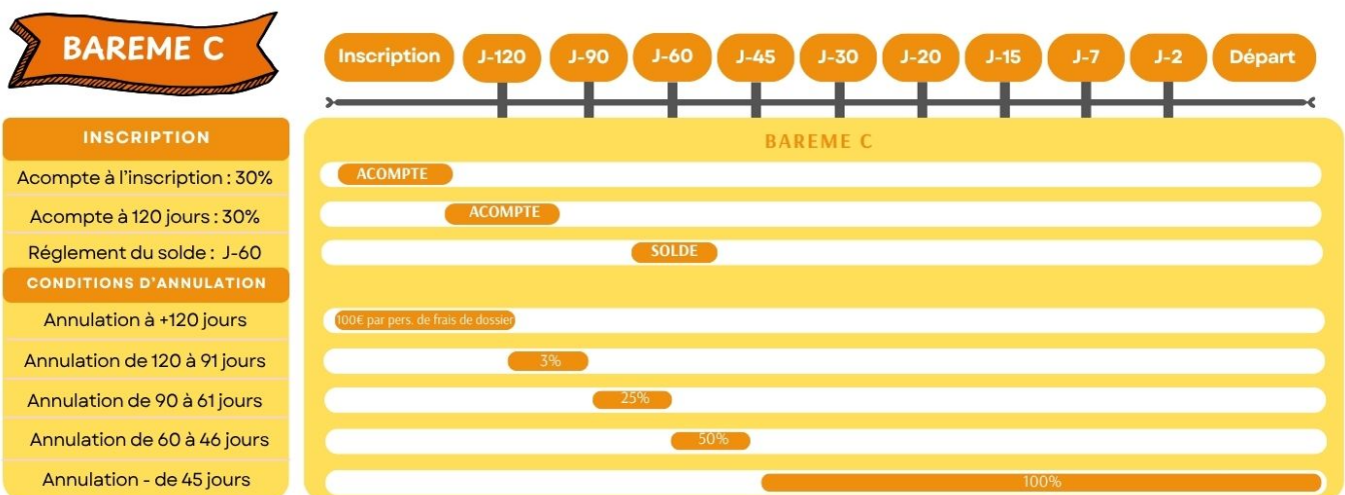 BAREME C
Inscription J-120 J-90 J-60 J-45 J-30 J-20 J-15 J-7 J-2 Départ
INSCRIPTION
BAREME C
Acompte à l'inscription : 30%
ACOMPTE
Acompte à 120 jours : 30%
ACOMPTE
Réglement du solde : J-60
SOLDE
CONDITIONS D'ANNULATION
Annulation à +120 jours
100€ par pers. de frais de dossier
Annulation de 120 à 91 jours
3%
Annulation de 90 à 61 jours
25%
Annulation de 60 à 46 jours
50%
Annulation - de 45 jours
100%